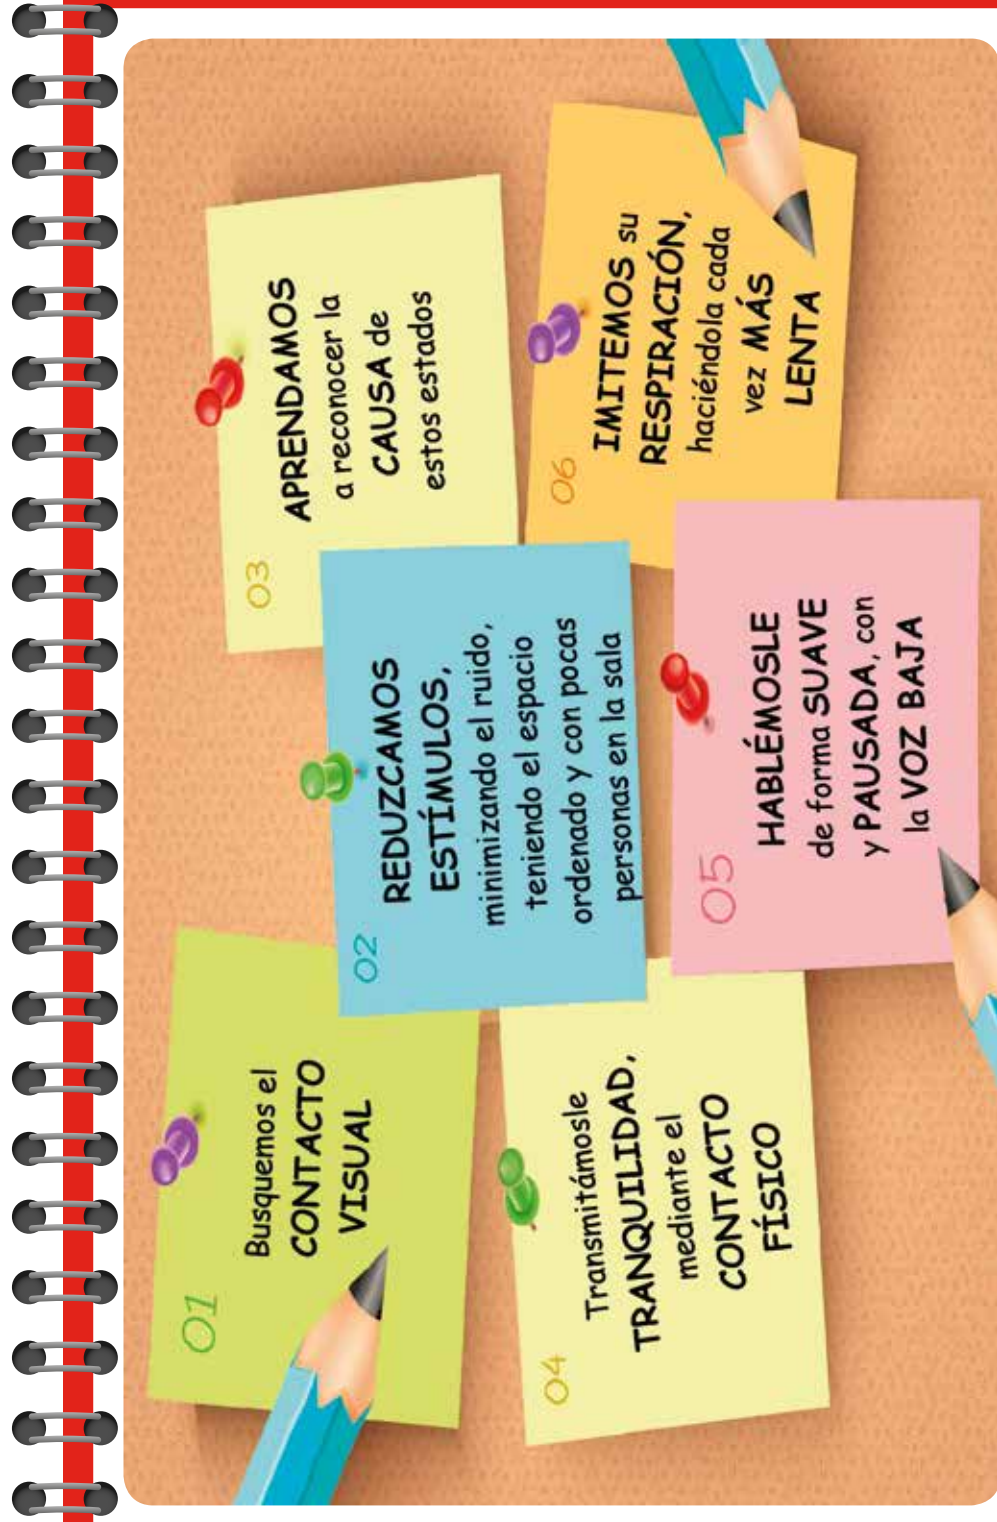 01
Busquemos el
CONTACTO
VISUAL
02
REDUZCAMOS
ESTÍMULOS,
minimizando el ruido,
teniendo el espacio
ordenado y con pocas
personas en la sala
03
APRENDAMOS
a reconocer la
CAUSA de
estos estados
04
Transmitámosle
TRANQUILIDAD,
mediante el
CONTACTO
FÍSICO
05
HABLÉMOSLE
de forma SUAVE
y PAUSADA, con
la VOZ BAJA
06
IMITEMOS su
RESPIRACIÓN,
haciéndola cada
vez MÁS
LENTA